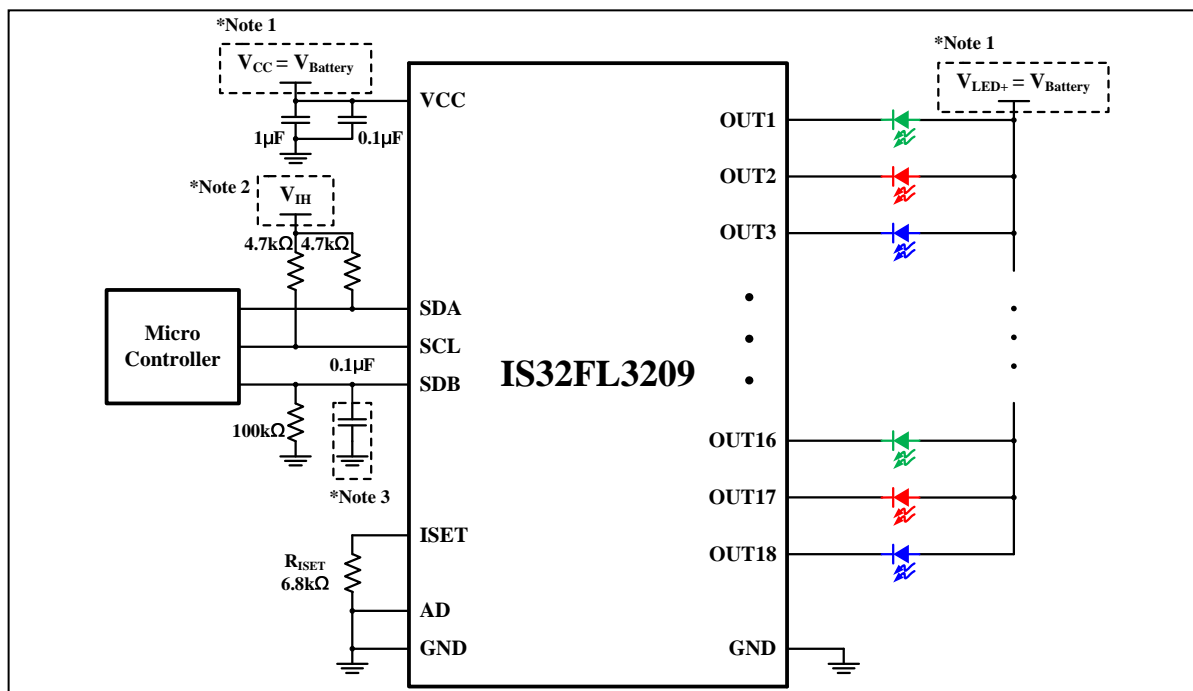 *Note 1
VCC = VBattery
VCC
1µF
0.1µF
*Note 2
VIH
4.7kΩ
4.7kΩ
Micro
Controller
SDA
SCL
0.1µF
SDB
100kΩ
*Note 3
ISET
RISET
6.8kΩ
AD
GND
IS32FL3209
*Note 1
VLED+ = VBattery
OUT1
OUT2
OUT3
OUT16
OUT17
OUT18
GND